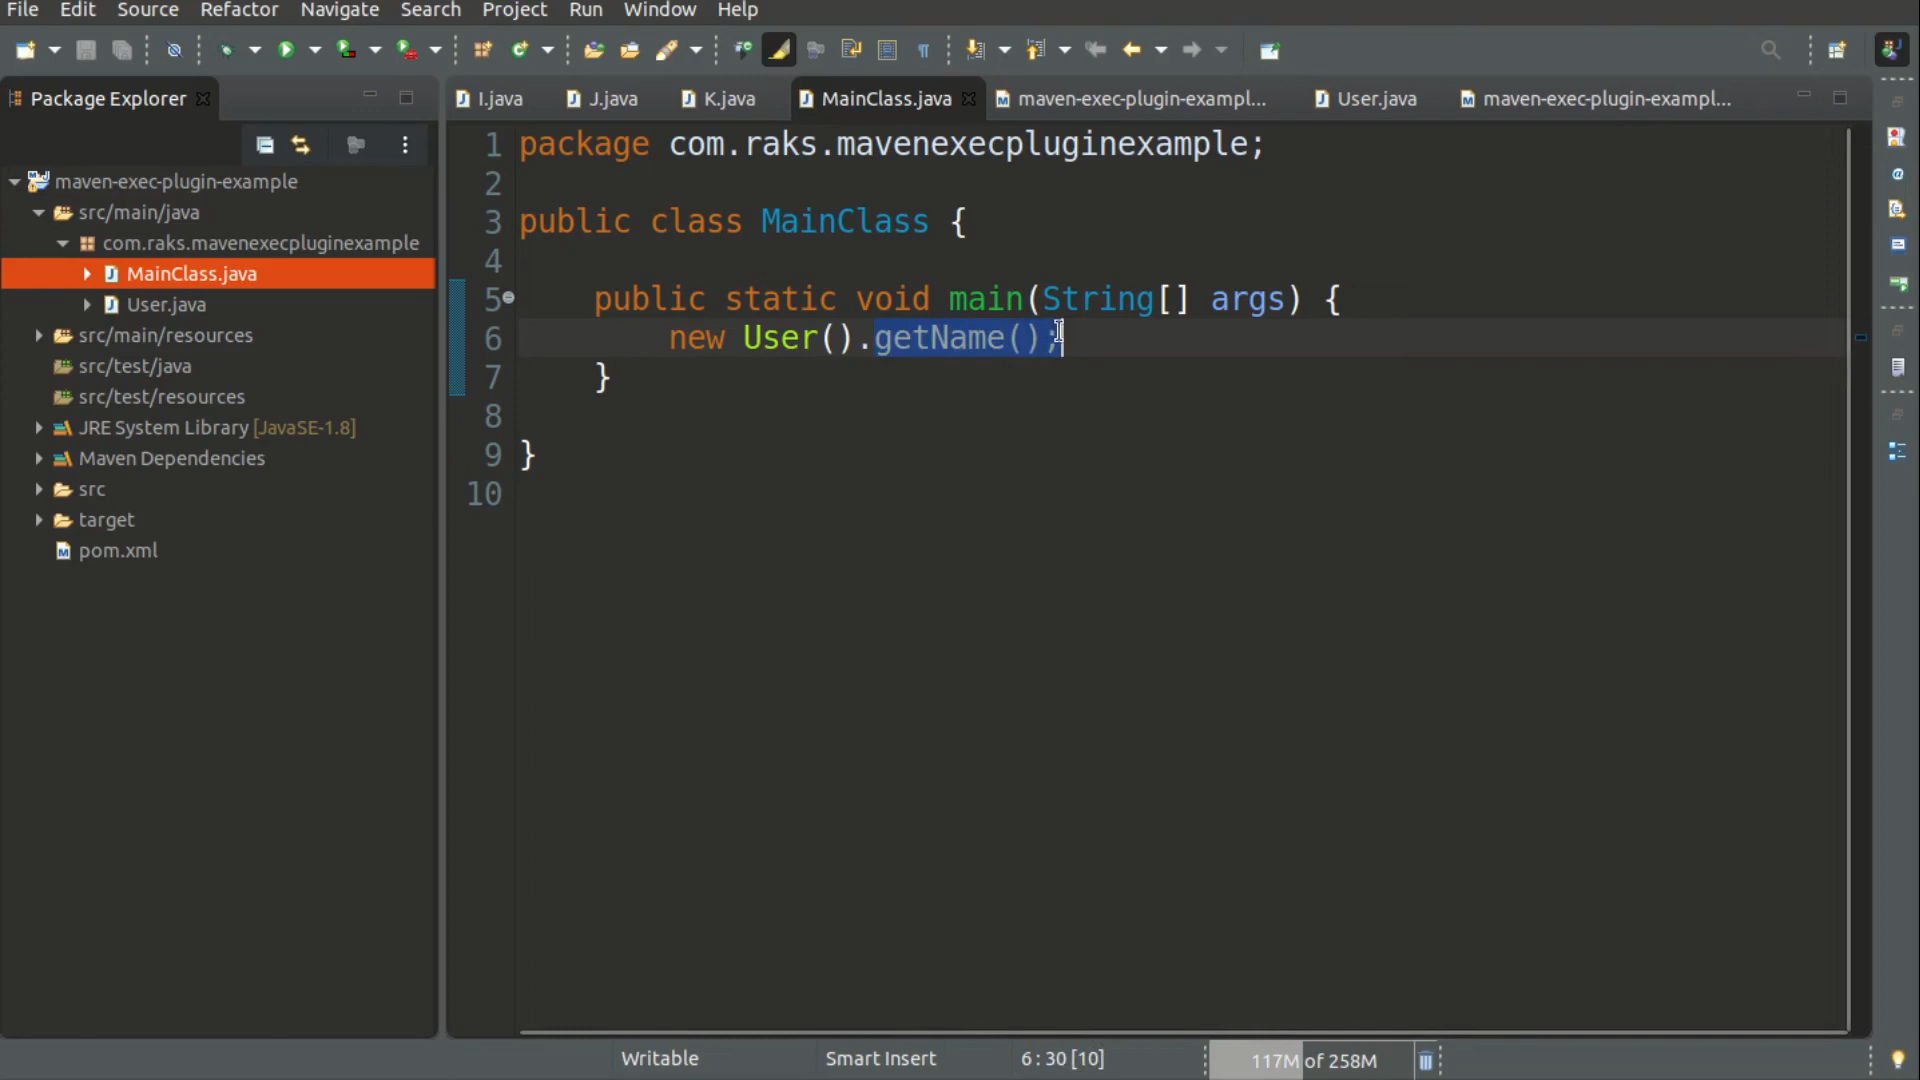 File Edit Source Refactor Navigate Search Project Run Window Help
Package Explorer
I.java J.java K.java MainClass.java maven-exec-plugin-exampl... User.java maven-exec-plugin-exampl...
maven-exec-plugin-example
src/main/java
com.raks.mavenexecpluginexample
MainClass.java
User.java
src/main/resources
src/test/java
src/test/resources
JRE System Library [JavaSE-1.8]
Maven Dependencies
src
target
pom.xml
1 package com.raks.mavenexecpluginexample;
2
3 public class MainClass {
4
5 public static void main(String[] args) {
6 new User().getName();
7 }
8
9 }
10
Writable Smart Insert 6 : 30 [10] 117M of 258M